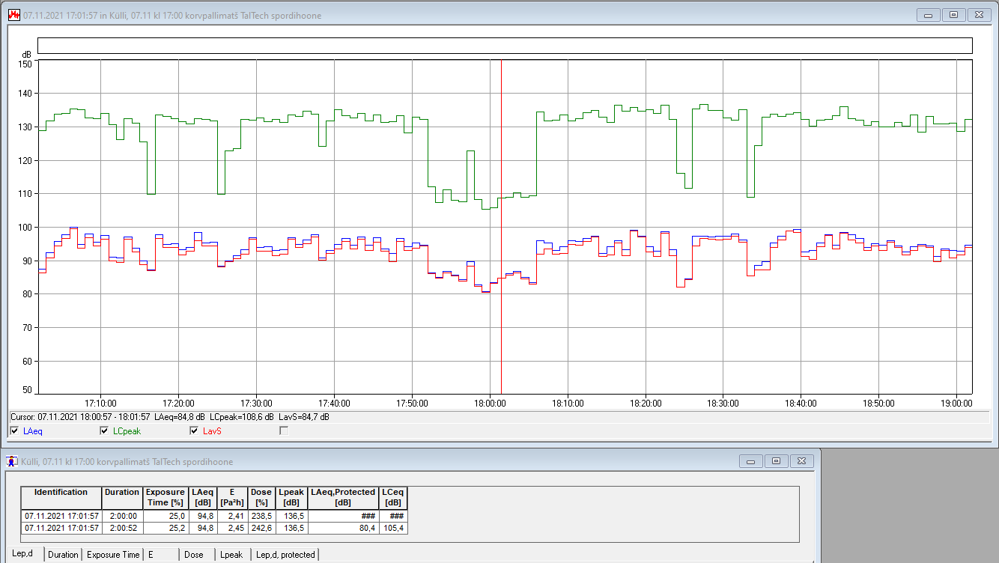 07.11.2021 17:01:57 in Külli, 07.11 kl 17:00 korvpallimatš TalTech spordihoone
dB
150
140
130
120
110
100
90
80
70
60
50
17:10:00 17:20:00 17:30:00 17:40:00 17:50:00 18:00:00 18:10:00 18:20:00 18:30:00 18:40:00 18:50:00 19:00:00
Cursor: 07.11.2021 18:00:57 - 18:01:57 LAeq=84,8 dB LCpeak=108,6 dB LavS=84,7 dB
LAeq LCpeak LavS
Külli, 07.11 kl 17:00 korvpallimatš TalTech spordihoone
Identification Duration Exposure LAeq E Dose Lpeak LAeq,Protected LCeq
Time [%] [dB] [Pa²h] [%] [dB] [dB] [dB]
07.11.2021 17:01:57 2:00:00 25,0 94,8 2,41 238,5 136,5 ### ###
07.11.2021 17:01:57 2:00:52 25,2 94,8 2,45 242,6 136,5 80,4 105,4
Lep,d Duration Exposure Time E Dose Lpeak Lep,d, protected